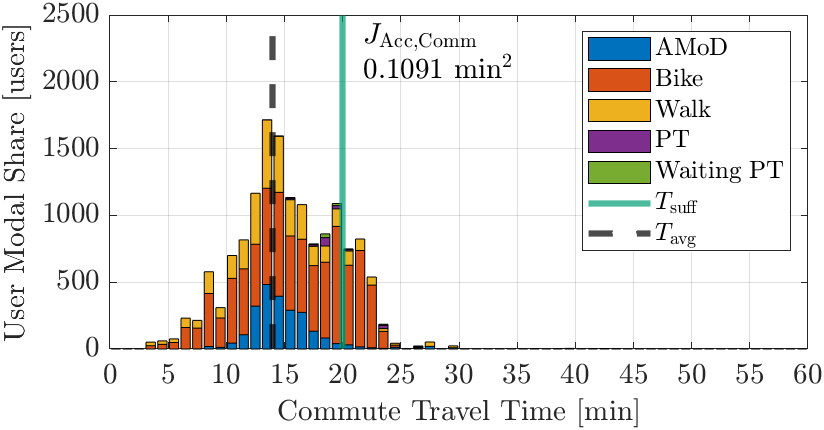 2500
2000
1500
1000
500
0
User Modal Share [users]
0 5 10 15 20 25 30 35 40 45 50 55 60
Commute Travel Time [min]
J_Acc,Comm
0.1091 min²
AMoD
Bike
Walk
PT
Waiting PT
T_suff
T_avg